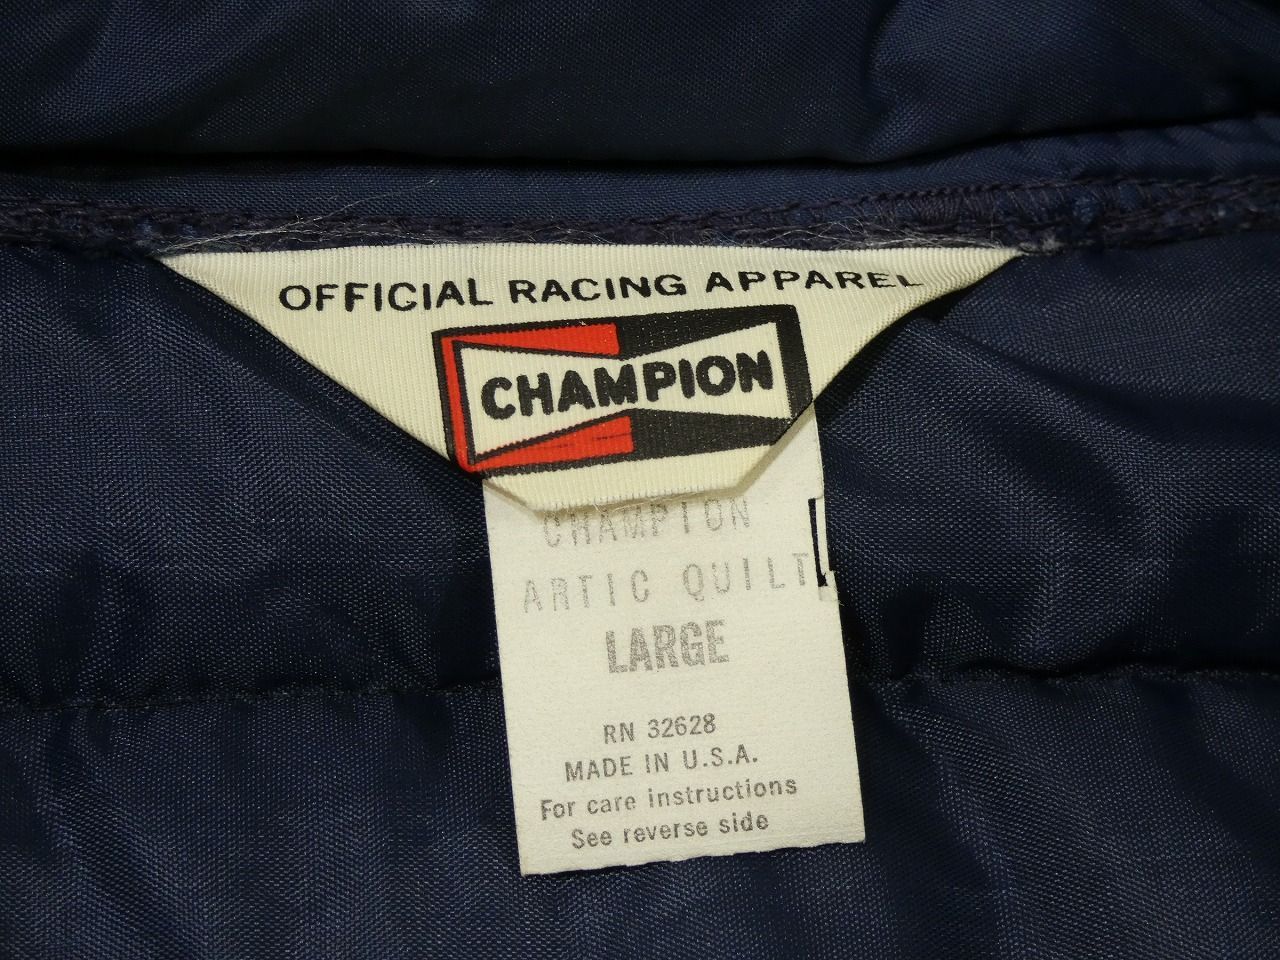 OFFICIAL RACING APPAREL
CHAMPION
CHAMPION
ARTIC QUILT
LARGE
RN 32628
MADE IN U.S.A.
For care instructions
See reverse side